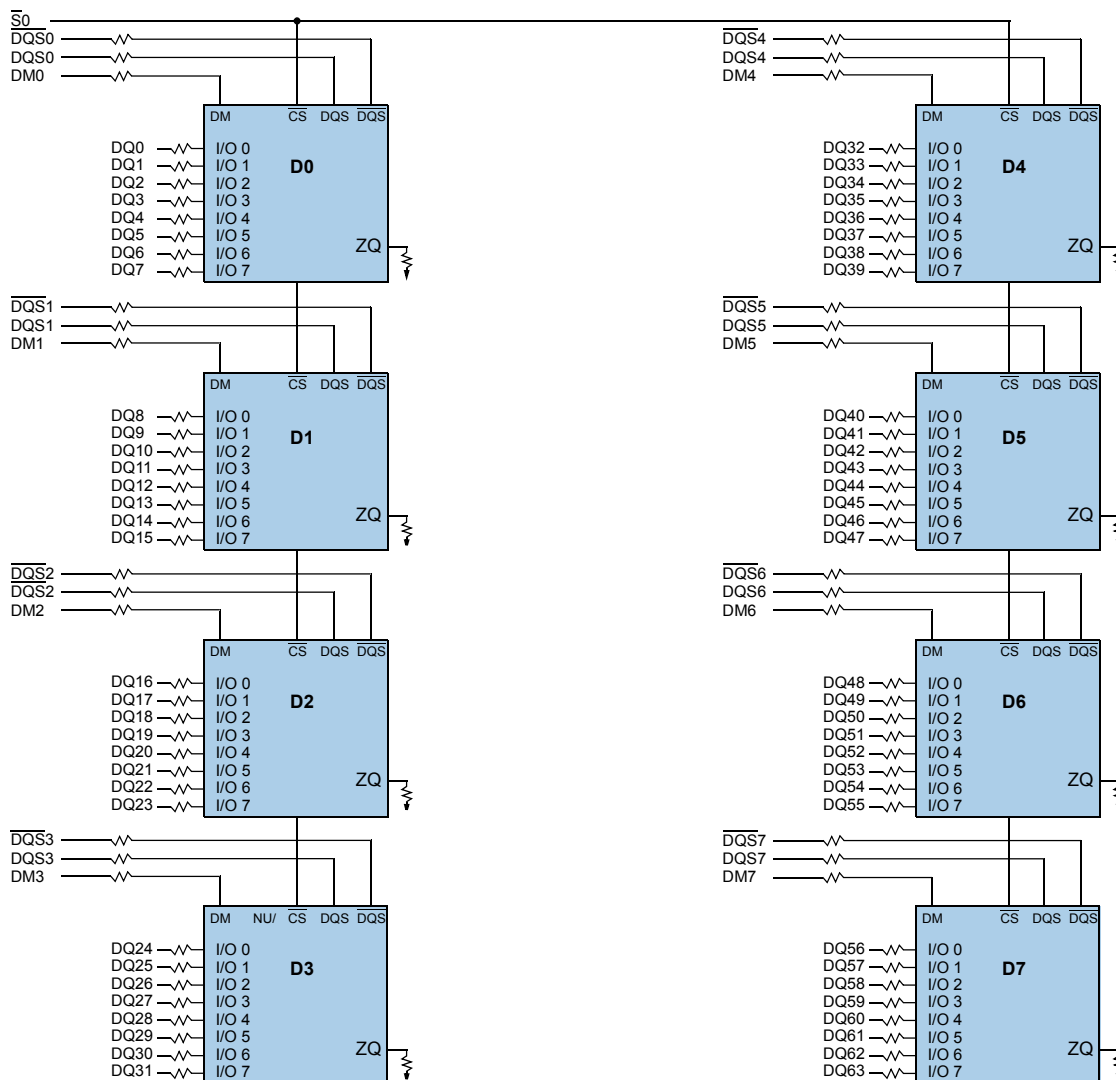 S0
DQS0
DQS0
DM0
DM CS DQS DQS
DQ0 I/O 0
DQ1 I/O 1 D0
DQ2 I/O 2
DQ3 I/O 3
DQ4 I/O 4
DQ5 I/O 5
DQ6 I/O 6 ZQ
DQ7 I/O 7
DQS1
DQS1
DM1
DM CS DQS DQS
DQ8 I/O 0
DQ9 I/O 1 D1
DQ10 I/O 2
DQ11 I/O 3
DQ12 I/O 4
DQ13 I/O 5
DQ14 I/O 6 ZQ
DQ15 I/O 7
DQS2
DQS2
DM2
DM CS DQS DQS
DQ16 I/O 0
DQ17 I/O 1 D2
DQ18 I/O 2
DQ19 I/O 3
DQ20 I/O 4
DQ21 I/O 5
DQ22 I/O 6 ZQ
DQ23 I/O 7
DQS3
DQS3
DM3
DM NU/ CS DQS DQS
DQ24 I/O 0
DQ25 I/O 1 D3
DQ26 I/O 2
DQ27 I/O 3
DQ28 I/O 4
DQ29 I/O 5
DQ30 I/O 6 ZQ
DQ31 I/O 7
DQS4
DQS4
DM4
DM CS DQS DQS
DQ32 I/O 0
DQ33 I/O 1 D4
DQ34 I/O 2
DQ35 I/O 3
DQ36 I/O 4
DQ37 I/O 5
DQ38 I/O 6 ZQ
DQ39 I/O 7
DQS5
DQS5
DM5
DM CS DQS DQS
DQ40 I/O 0
DQ41 I/O 1 D5
DQ42 I/O 2
DQ43 I/O 3
DQ44 I/O 4
DQ45 I/O 5
DQ46 I/O 6 ZQ
DQ47 I/O 7
DQS6
DQS6
DM6
DM CS DQS DQS
DQ48 I/O 0
DQ49 I/O 1 D6
DQ50 I/O 2
DQ51 I/O 3
DQ52 I/O 4
DQ53 I/O 5
DQ54 I/O 6 ZQ
DQ55 I/O 7
DQS7
DQS7
DM7
DM CS DQS DQS
DQ56 I/O 0
DQ57 I/O 1 D7
DQ58 I/O 2
DQ59 I/O 3
DQ60 I/O 4
DQ61 I/O 5
DQ62 I/O 6 ZQ
DQ63 I/O 7